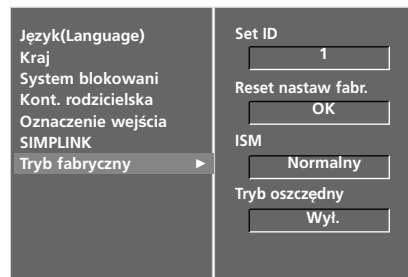 Język(Language)
Kraj
System blokowani
Kont. rodzicielska
Oznaczenie wejścia
SIMPLINK
Tryb fabryczny ►
Set ID
1
Reset nastaw fabr.
OK
ISM
Normalny
Tryb oszczędny
Wył.